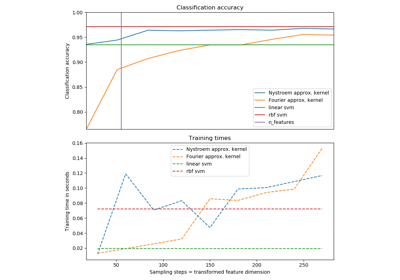 Classification accuracy
1.00
0.95
0.90
0.85
0.80
Classification accuracy
Nystroem approx. kernel
Fourier approx. kernel
linear svm
rbf svm
n_features
Training times
0.16
0.14
0.12
0.10
0.08
0.06
0.04
0.02
Training time in seconds
Nystroem approx. kernel
Fourier approx. kernel
linear svm
rbf svm
50 100 150 200 250
Sampling steps = transformed feature dimension